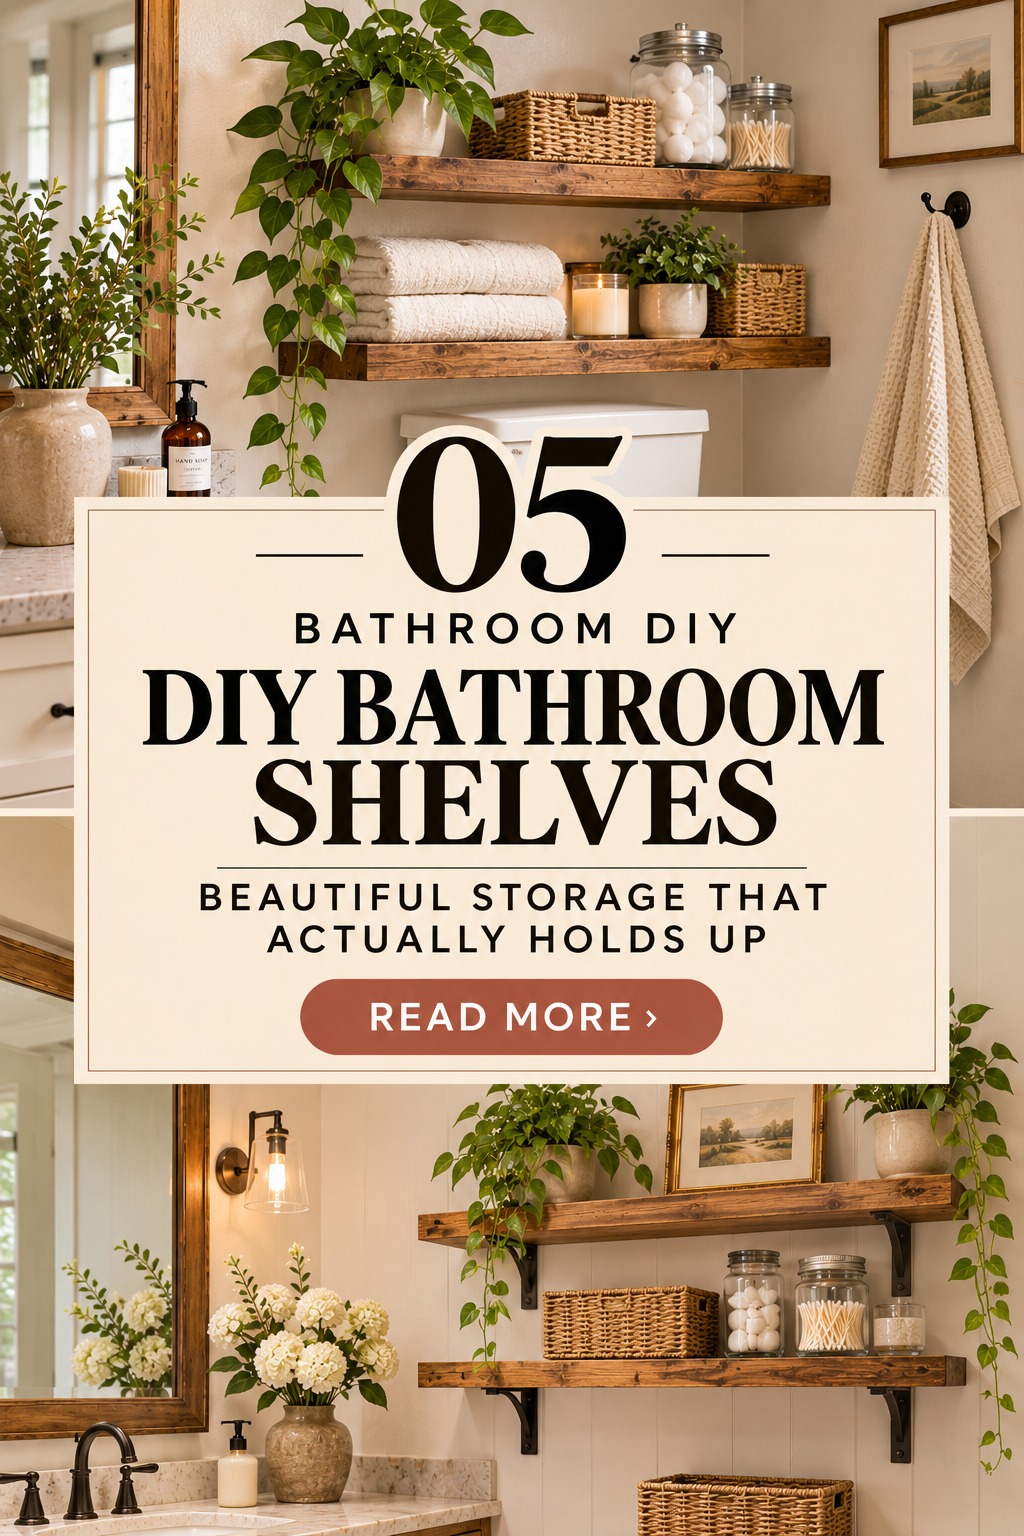 HAND SOAP
05
BATHROOM DIY
DIY BATHROOM
SHELVES
BEAUTIFUL STORAGE THAT
ACTUALLY HOLDS UP
READ MORE ›